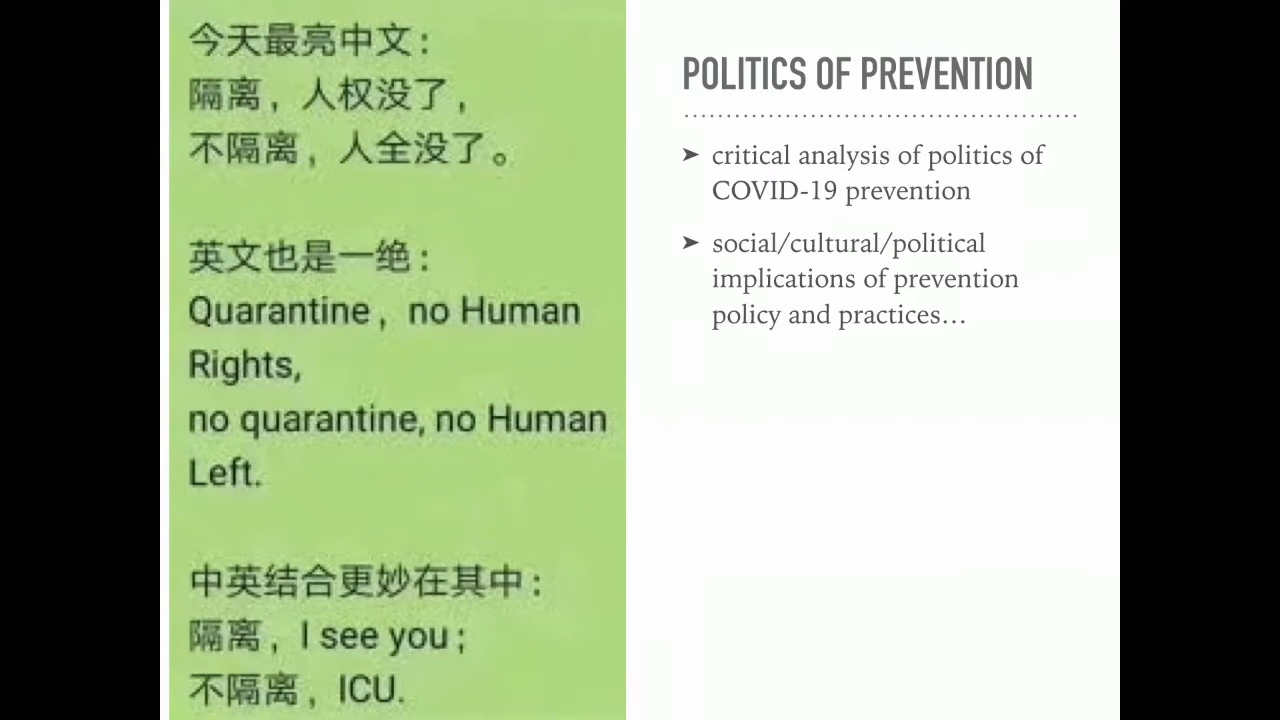 今天最亮中文：
隔离，人权没了，
不隔离，人全没了。
英文也是一绝：
Quarantine，no Human
Rights,
no quarantine, no Human
Left.
中英结合更妙在其中：
隔离，I see you；
不隔离，ICU.
POLITICS OF PREVENTION
➤ critical analysis of politics of
COVID-19 prevention
➤ social/cultural/political
implications of prevention
policy and practices…